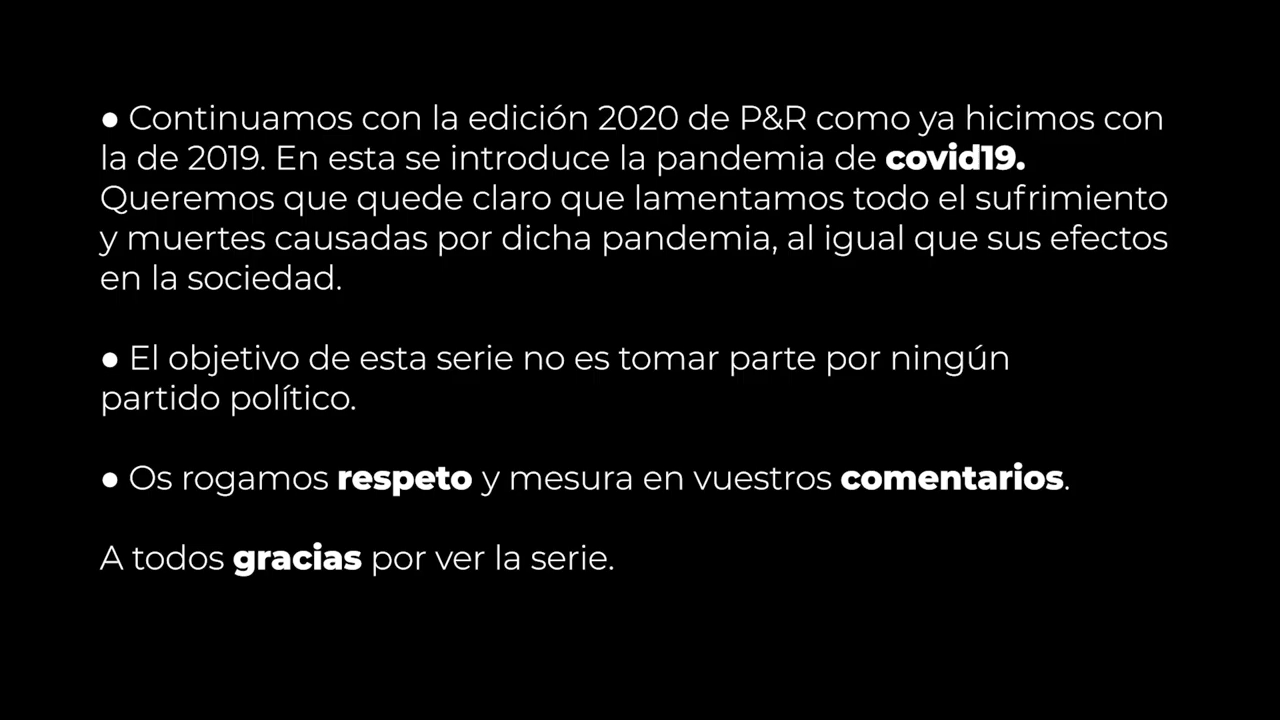 ● Continuamos con la edición 2020 de P&R como ya hicimos con
la de 2019. En esta se introduce la pandemia de covid19.
Queremos que quede claro que lamentamos todo el sufrimiento
y muertes causadas por dicha pandemia, al igual que sus efectos
en la sociedad.
● El objetivo de esta serie no es tomar parte por ningún
partido político.
● Os rogamos respeto y mesura en vuestros comentarios.
A todos gracias por ver la serie.